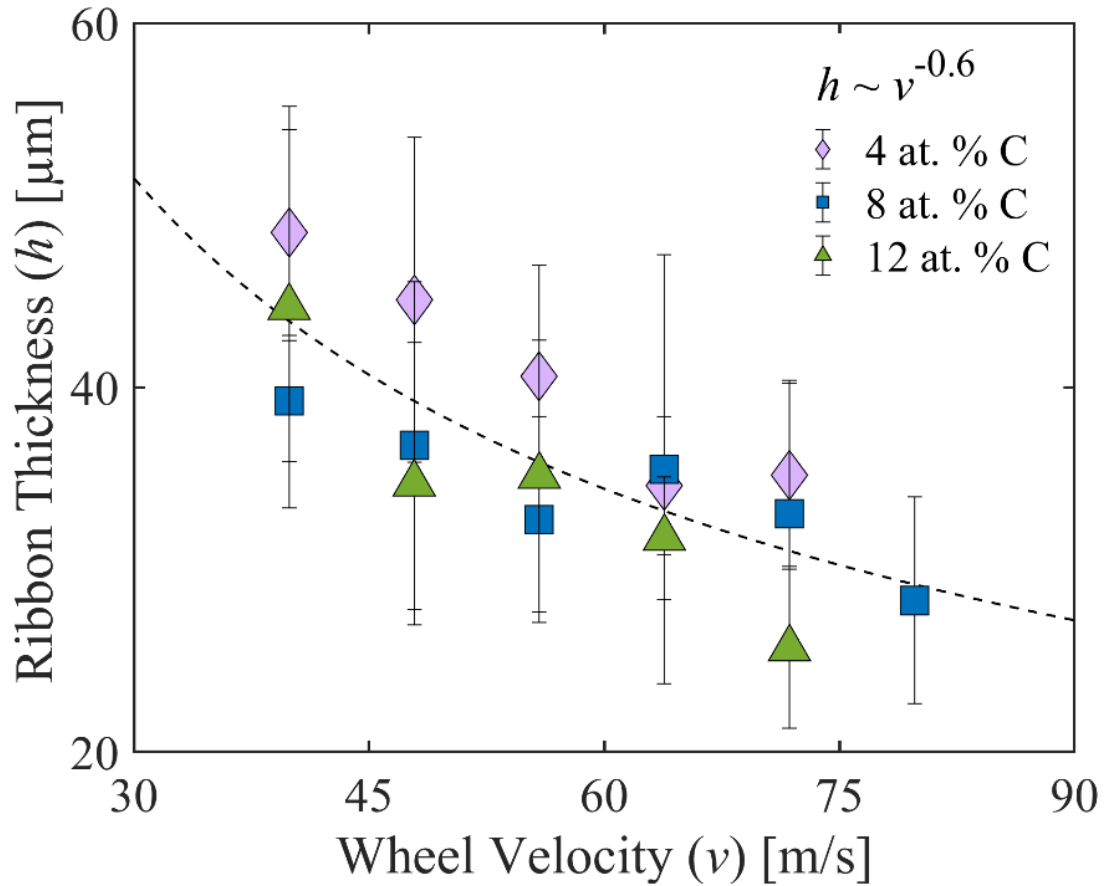 60
h ~ v^-0.6
4 at. % C
8 at. % C
12 at. % C
40
20
Ribbon Thickness (h) [μm]
30 45 60 75 90
Wheel Velocity (v) [m/s]